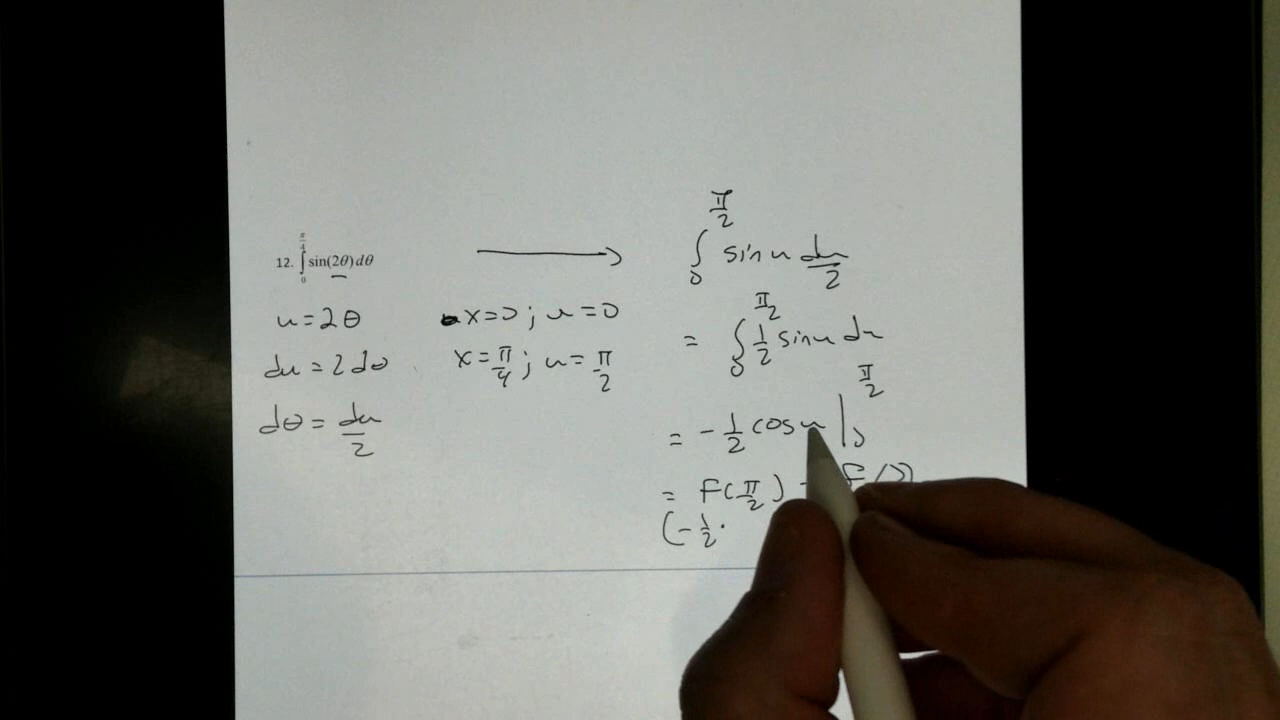 12. ∫₀^{π/4} sin(2θ)dθ
u = 2θ
du = 2dθ
dθ = du/2
x=0; u=0
x=π/4; u=π/2
∫₀^{π/2} sin u du/2
= ∫₀^{π/2} 1/2 sin u du
= -1/2 cos u |₀^{π/2}
= F(π/2) - F(0)
(-1/2 ·